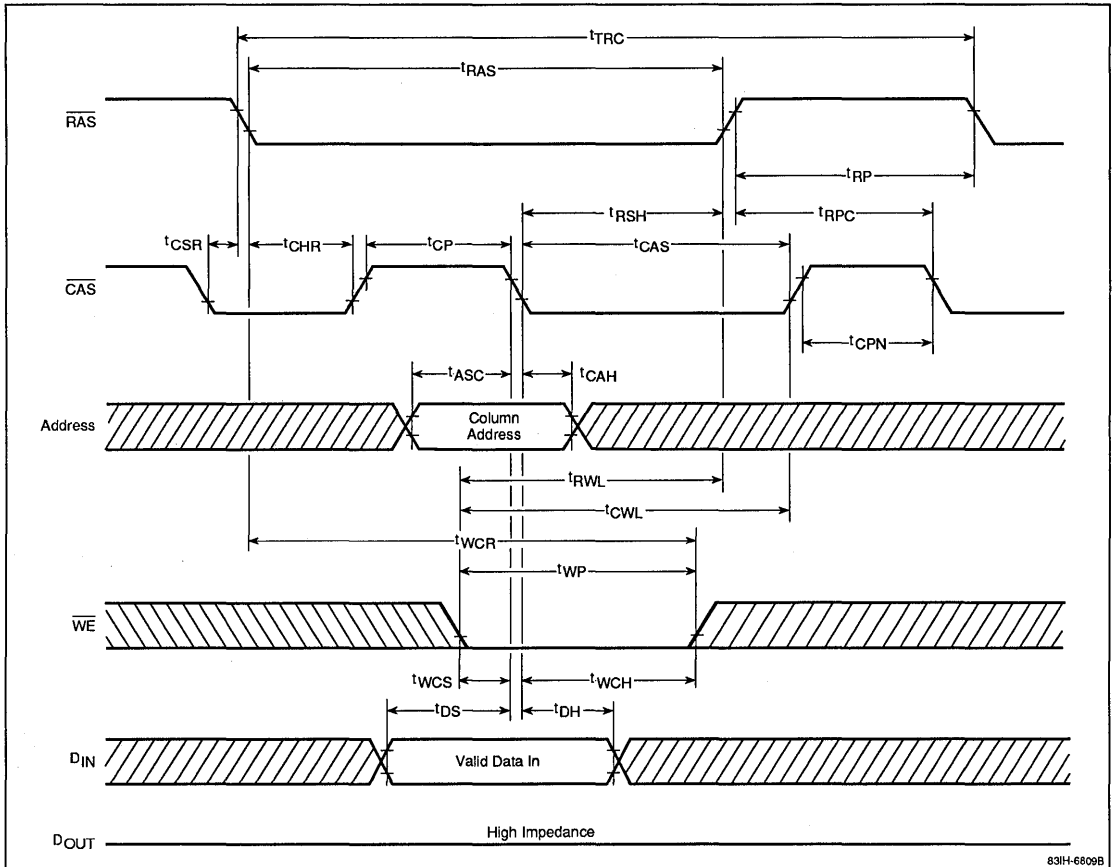 tTRC
tRAS
RAS
tRP
tRSH
tRPC
tCSR
tCHR
tCP
tCAS
CAS
tCPN
tASC
tCAH
Address
Column
Address
tRWL
tCWL
tWCR
tWP
WE
tWCS
tWCH
tDS
tDH
DIN
Valid Data In
High Impedance
DOUT
83IH-6809B